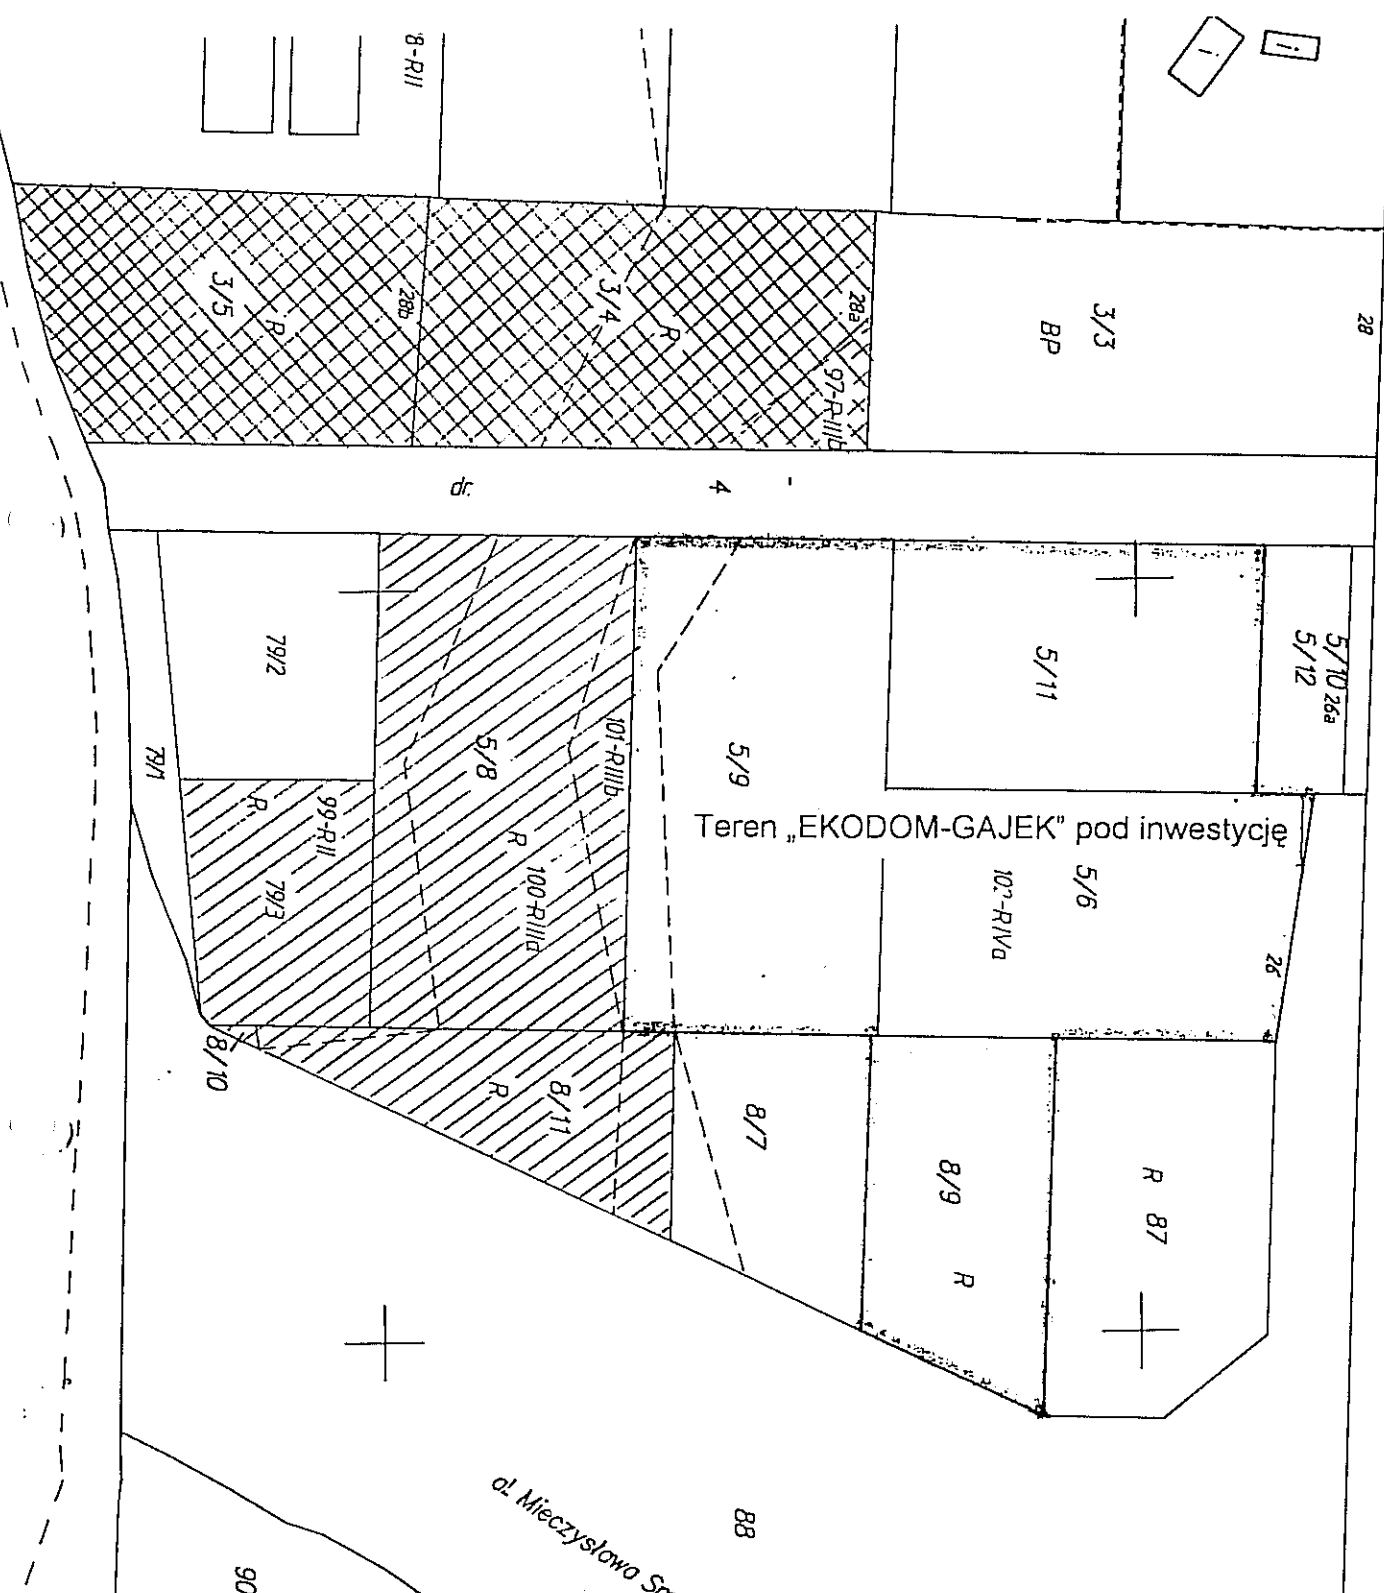 i
i
8-RII
28
3/3
BP
28a
97-RIIIb
3/4
R
28b
3/5
R
dr.
4
5/10 26a
5/12
5/11
79/2
5/9
101-RIIIb
5/8
R
100-RIIIa
79/1
99-RII
R
79/3
Teren „EKODOM-GAJEK” pod inwestycję
5/6
-RIVa
26
8/10
8/11
R
8/7
8/9
R
R 87
88
al. Mieczysława
90